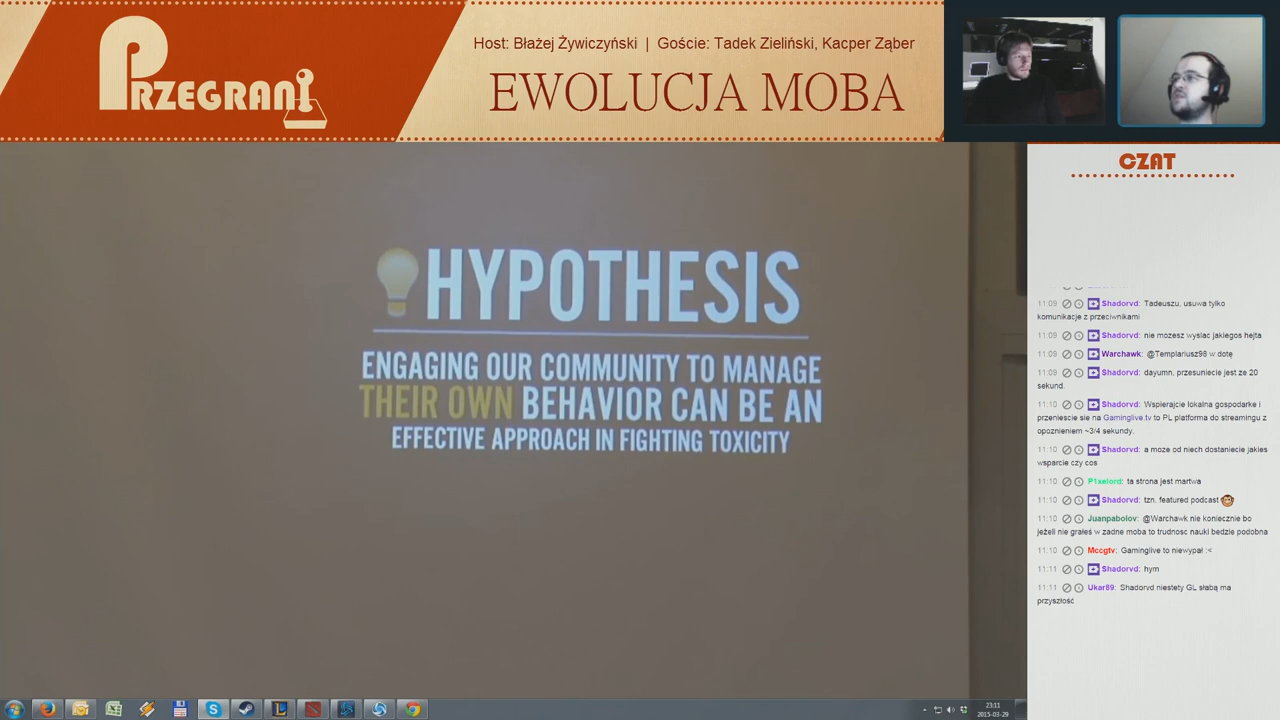 PRZEGRANI
Host: Błażej Żywiczyński | Goście: Tadek Zieliński, Kacper Ząber
EWOLUCJA MOBA
HYPOTHESIS
ENGAGING OUR COMMUNITY TO MANAGE
THEIR OWN BEHAVIOR CAN BE AN
EFFECTIVE APPROACH IN FIGHTING TOXICITY
CZAT
11:09 Shadorvd: Tadeuszu, usuwa tylko
komunikacje z przeciwnikami
11:09 Shadorvd: nie mozesz wyslac jakiegos hejta
11:09 Warchawk: @Templariusz98 w dotę
11:09 Shadorvd: dayumn. przesuniecie jest ze 20
sekund.
11:10 Shadorvd: Wspierajcie lokalna gospodarke i
przeniescie sie na Gaminglive.tv to PL platforma do streamingu z
opoznieniem ~3/4 sekundy.
11:10 Shadorvd: a moze od niech dostaniecie jakies
wsparcie czy cos
11:10 P1xelord: ta strona jest martwa
11:10 Shadorvd: tzn. featured podcast
11:10 Juanpabolov: @Warchawk nie koniecznie bo
jeżeli nie grałeś w zadne moba to trudnosc nauki bedzie podobna
11:10 Mccgtv: Gaminglive to niewypał :<
11:11 Shadorvd: hym
11:11 Ukar89: Shadorvd niestety GL słabą ma
przyszłość
23:11
2015-03-29